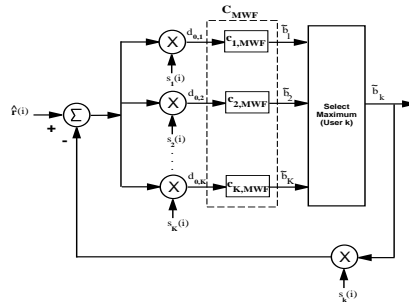 C_MWF
d_0,1
c_1,MWF
b̃_1
s_1(i)
d_0,2
c_2,MWF
b̃_2
Select
Maximum
(User k)
b̃_k
r̂(i)
+
Σ
-
X
X
s_2(i)
d_0,K
c_K,MWF
b̃_K
X
s_K(i)
X
s_k(i)